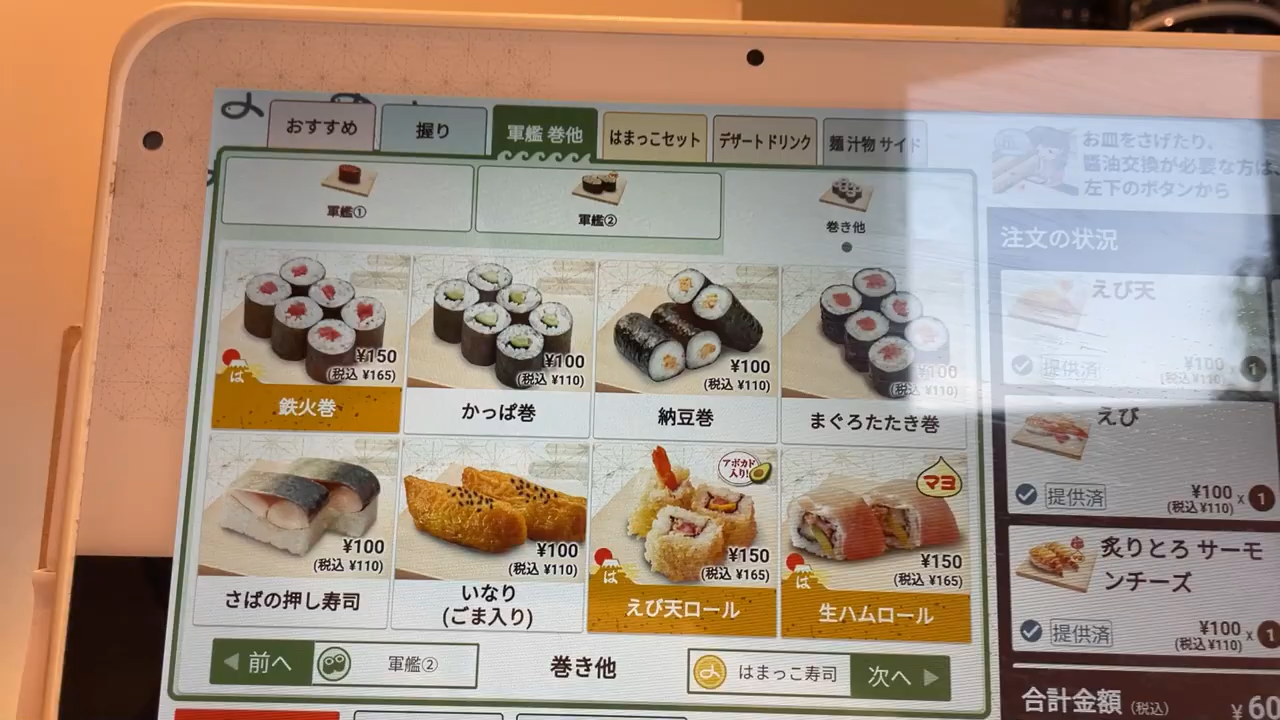 おすすめ
握り
軍艦 巻他
はまっこセット
デザートドリンク
麺 汁物 サイド
軍艦①
軍艦②
巻き他
¥150
(税込 ¥165)
は
鉄火巻
¥100
(税込 ¥110)
かっぱ巻
¥100
(税込 ¥110)
納豆巻
¥100
(税込 ¥110)
まぐろたたき巻
¥100
(税込 ¥110)
さばの押し寿司
¥100
(税込 ¥110)
いなり
(ごま入り)
アボカド
入り!
¥150
(税込 ¥165)
は
えび天ロール
マヨ
¥150
(税込 ¥165)
は
生ハムロール
前へ
軍艦②
巻き他
はまっこ寿司
次へ
お皿をさげたり、
醤油交換が必要な方は、
左下のボタンから
注文の状況
えび天
提供済
¥100 x 1
(税込 ¥110)
えび
提供済
¥100 x 1
(税込 ¥110)
炙りとろ サーモ
ンチーズ
提供済
¥100 x 1
(税込 ¥110)
合計金額 (税込)